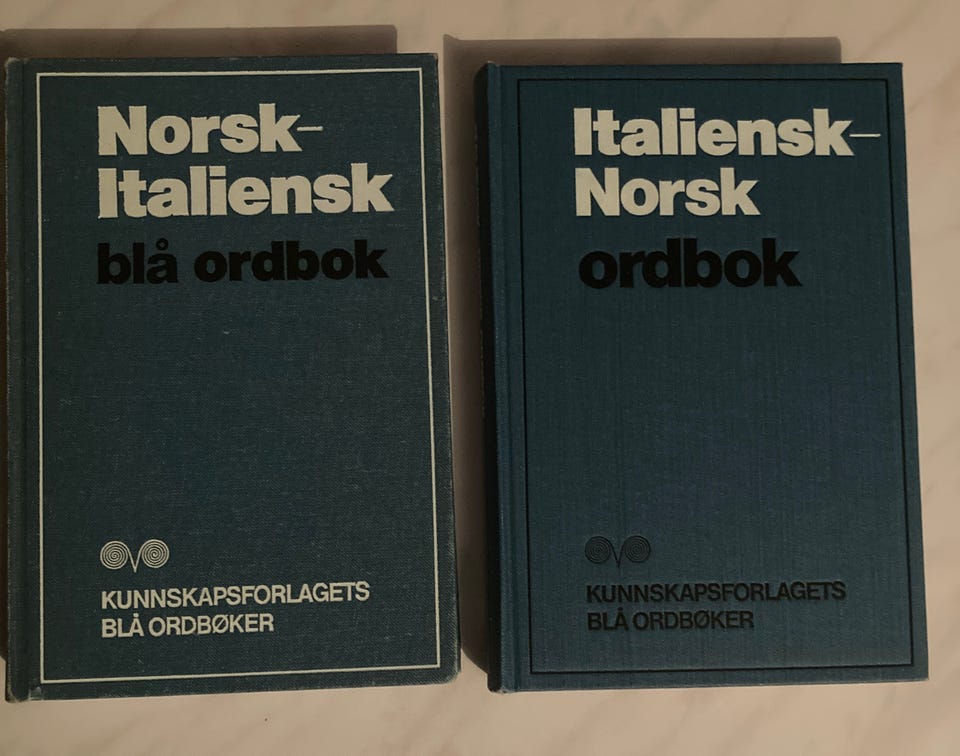 Norsk–
Italiensk
blå ordbok
KUNNSKAPSFORLAGETS
BLÅ ORDBØKER
Italiensk–
Norsk
ordbok
KUNNSKAPSFORLAGETS
BLÅ ORDBØKER